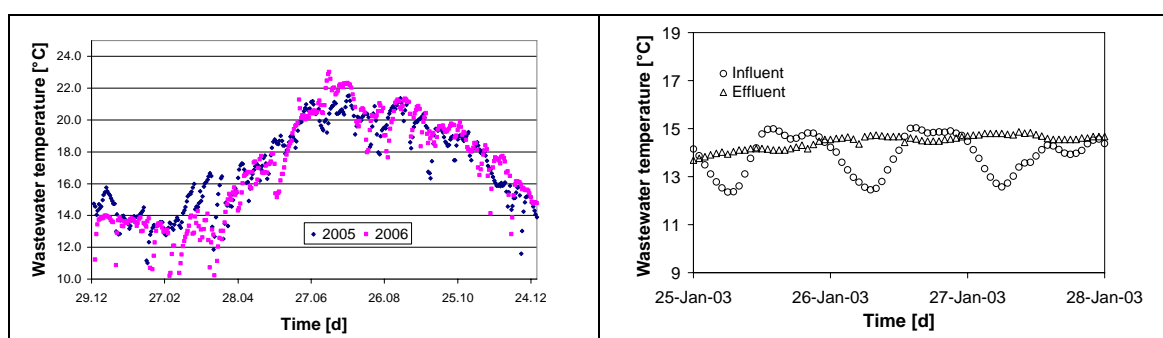 Wastewater temperature [°C]
24.0
22.0
20.0
18.0
16.0
14.0
12.0
10.0
2005 2006
29.12 27.02 28.04 27.06 26.08 25.10 24.12
Time [d]
Wastewater temperature [°C]
19
17
15
13
11
9
Influent
Effluent
25-Jan-03 26-Jan-03 27-Jan-03 28-Jan-03
Time [d]